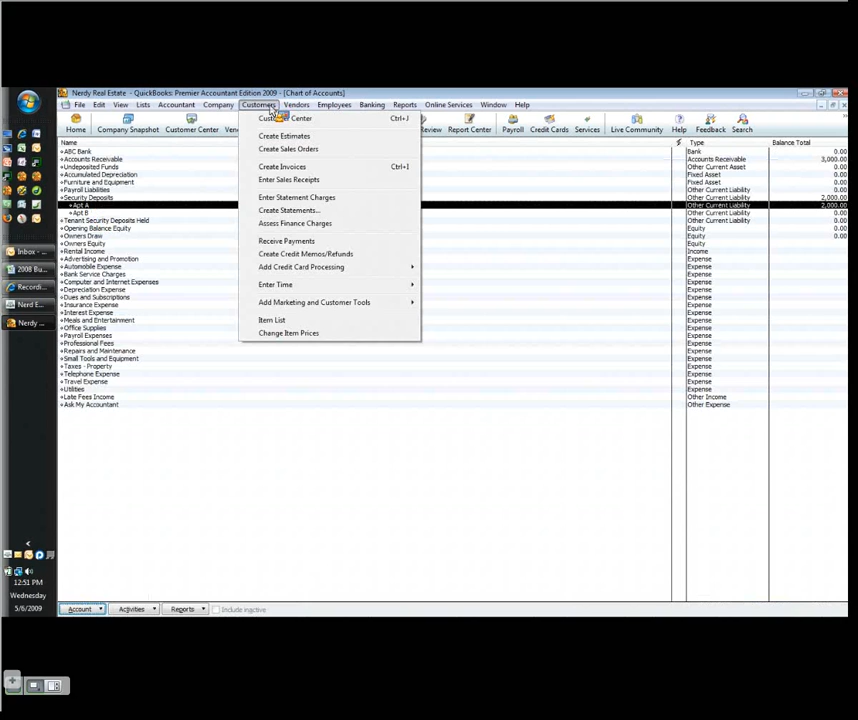 Nerdy Real Estate - QuickBooks: Premier Accountant Edition 2009 - [Chart of Accounts]
File Edit View Lists Accountant Company Customers Vendors Employees Banking Reports Online Services Window Help
Home Company Snapshot Customer Center Review Report Center Payroll Credit Cards Services Live Community Help Feedback Search
Center Ctrl+J
Create Estimates
Create Sales Orders
Create Invoices Ctrl+I
Enter Sales Receipts
Enter Statement Charges
Create Statements...
Assess Finance Charges
Receive Payments
Create Credit Memos/Refunds
Add Credit Card Processing
Enter Time
Add Marketing and Customer Tools
Item List
Change Item Prices
Name Type Balance Total
ABC Bank Bank 0.00
Accounts Receivable Accounts Receivable 3,000.00
Undeposited Funds Other Current Asset 0.00
Accumulated Depreciation Fixed Asset 0.00
Furniture and Equipment Fixed Asset 0.00
Payroll Liabilities Other Current Liability 0.00
Security Deposits Other Current Liability 2,000.00
Apt A Other Current Liability 2,000.00
Apt B Other Current Liability 0.00
Tenant Security Deposits Held Other Current Liability 0.00
Opening Balance Equity Equity 0.00
Owners Draw Equity 0.00
Owners Equity Equity
Rental Income Income
Advertising and Promotion Expense
Automobile Expense Expense
Bank Service Charges Expense
Computer and Internet Expenses Expense
Dues and Subscriptions Expense
Insurance Expense Expense
Interest Expense Expense
Meals and Entertainment Expense
Office Supplies Expense
Payroll Expenses Expense
Professional Fees Expense
Repairs and Maintenance Expense
Small Tools and Equipment Expense
Taxes - Property Expense
Telephone Expense Expense
Travel Expense Expense
Utilities Expense
Late Fees Income Other Income
Ask My Accountant Other Expense
Inbox - ...
2008 Bu...
Recordi...
Nerd E...
Nerdy ...
12:51 PM
Wednesday
5/6/2009
Account Activities Reports Include inactive